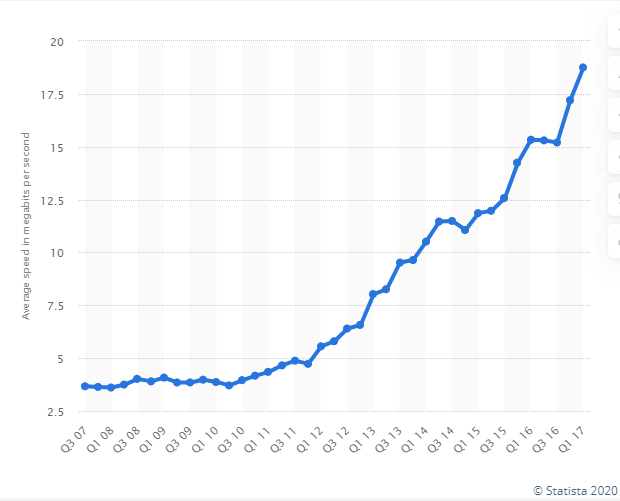 20
17.5
15
12.5
10
7.5
5
2.5
Average speed in megabits per second
Q3 07
Q1 08
Q3 08
Q1 09
Q3 09
Q1 10
Q3 10
Q1 11
Q3 11
Q1 12
Q3 12
Q1 13
Q3 13
Q1 14
Q3 14
Q1 15
Q3 15
Q1 16
Q3 16
Q1 17
© Statista 2020